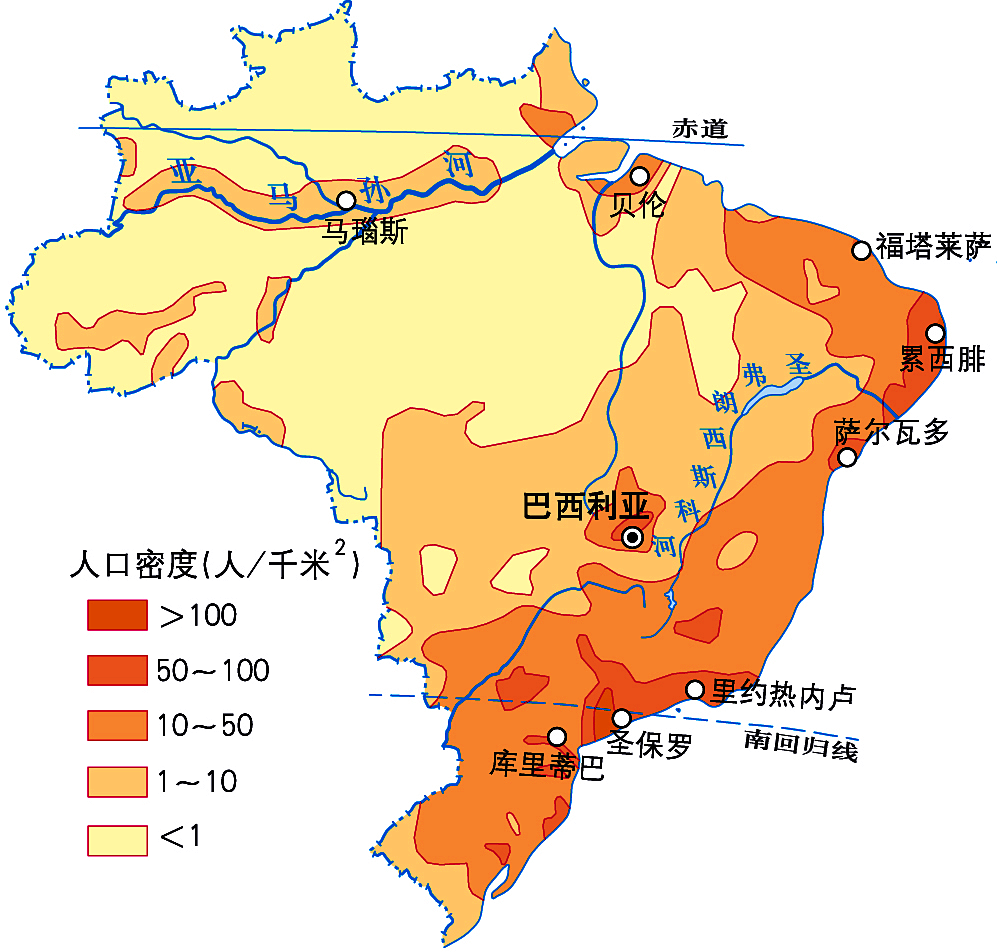 赤道
亚马孙河
贝伦
马瑙斯
福塔莱萨
累西腓
圣弗朗西斯科河
萨尔瓦多
巴西利亚
人口密度(人/千米²)
>100
50~100
10~50
1~10
<1
里约热内卢
圣保罗
南回归线
库里蒂巴